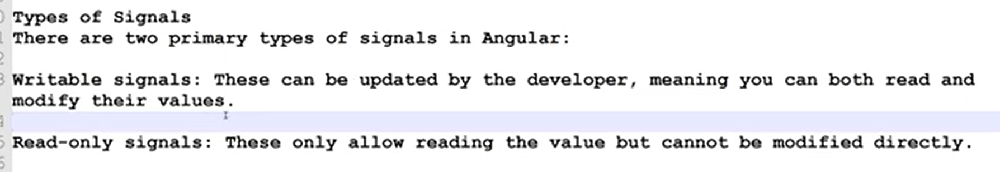 Types of Signals
There are two primary types of signals in Angular:
Writable signals: These can be updated by the developer, meaning you can both read and
modify their values.
Read-only signals: These only allow reading the value but cannot be modified directly.